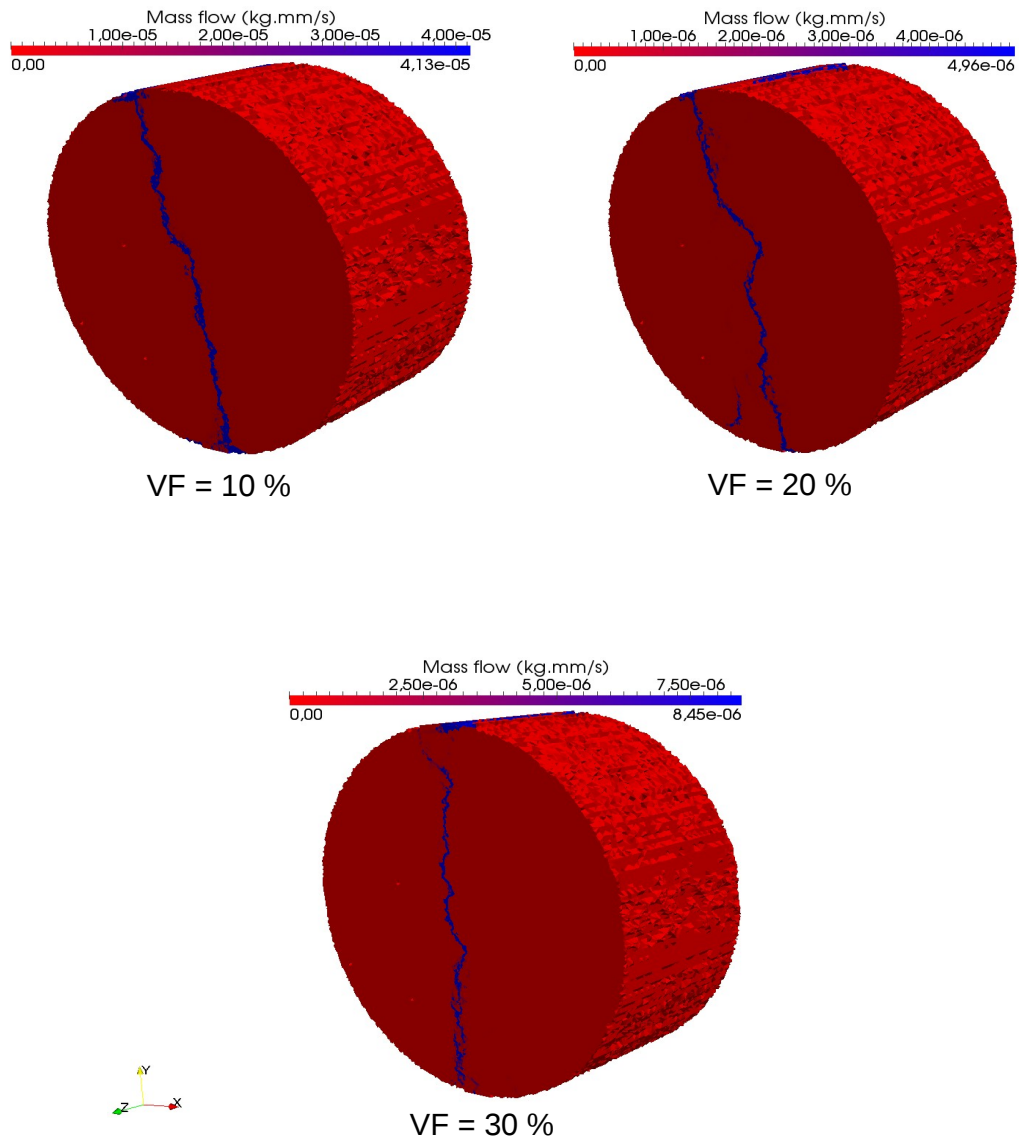 Mass flow (kg.mm/s)
1,00e-05 2,00e-05 3,00e-05 4,00e-05
0,00 4,13e-05
VF = 10 %
Mass flow (kg.mm/s)
1,00e-06 2,00e-06 3,00e-06 4,00e-06
0,00 4,96e-06
VF = 20 %
Mass flow (kg.mm/s)
2,50e-06 5,00e-06 7,50e-06
0,00 8,45e-06
Y
Z X
VF = 30 %